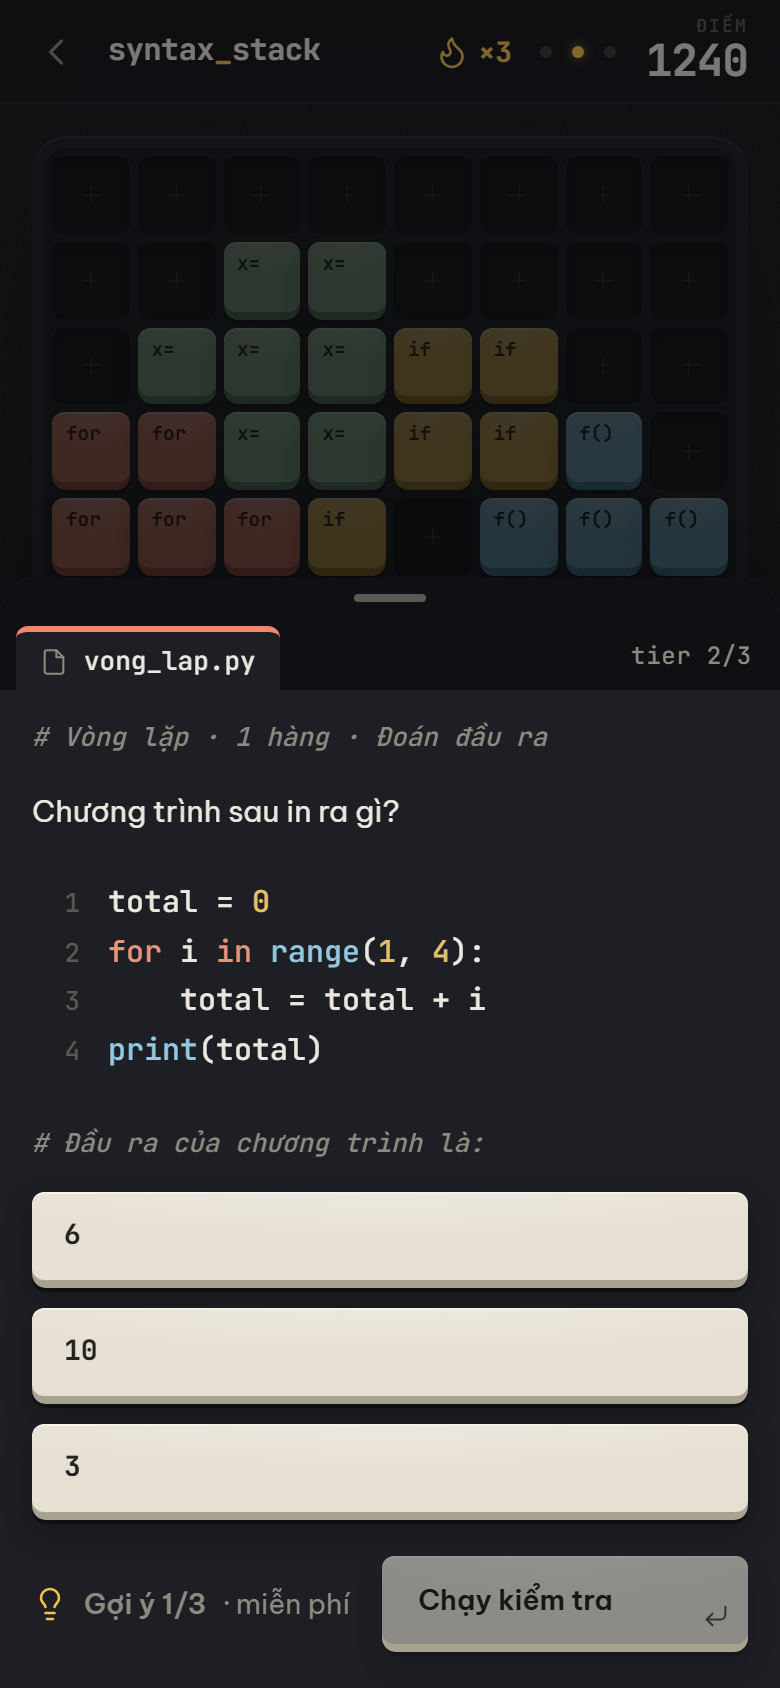 syntax_stack
×3
ĐIỂM
1240
x= x=
x= x= x= if if
for for x= x= if if f()
for for for if f() f() f()
vong_lap.py
tier 2/3
# Vòng lặp · 1 hàng · Đoán đầu ra
Chương trình sau in ra gì?
1 total = 0
2 for i in range(1, 4):
3     total = total + i
4 print(total)
# Đầu ra của chương trình là:
6
10
3
Gợi ý 1/3 · miễn phí
Chạy kiểm tra